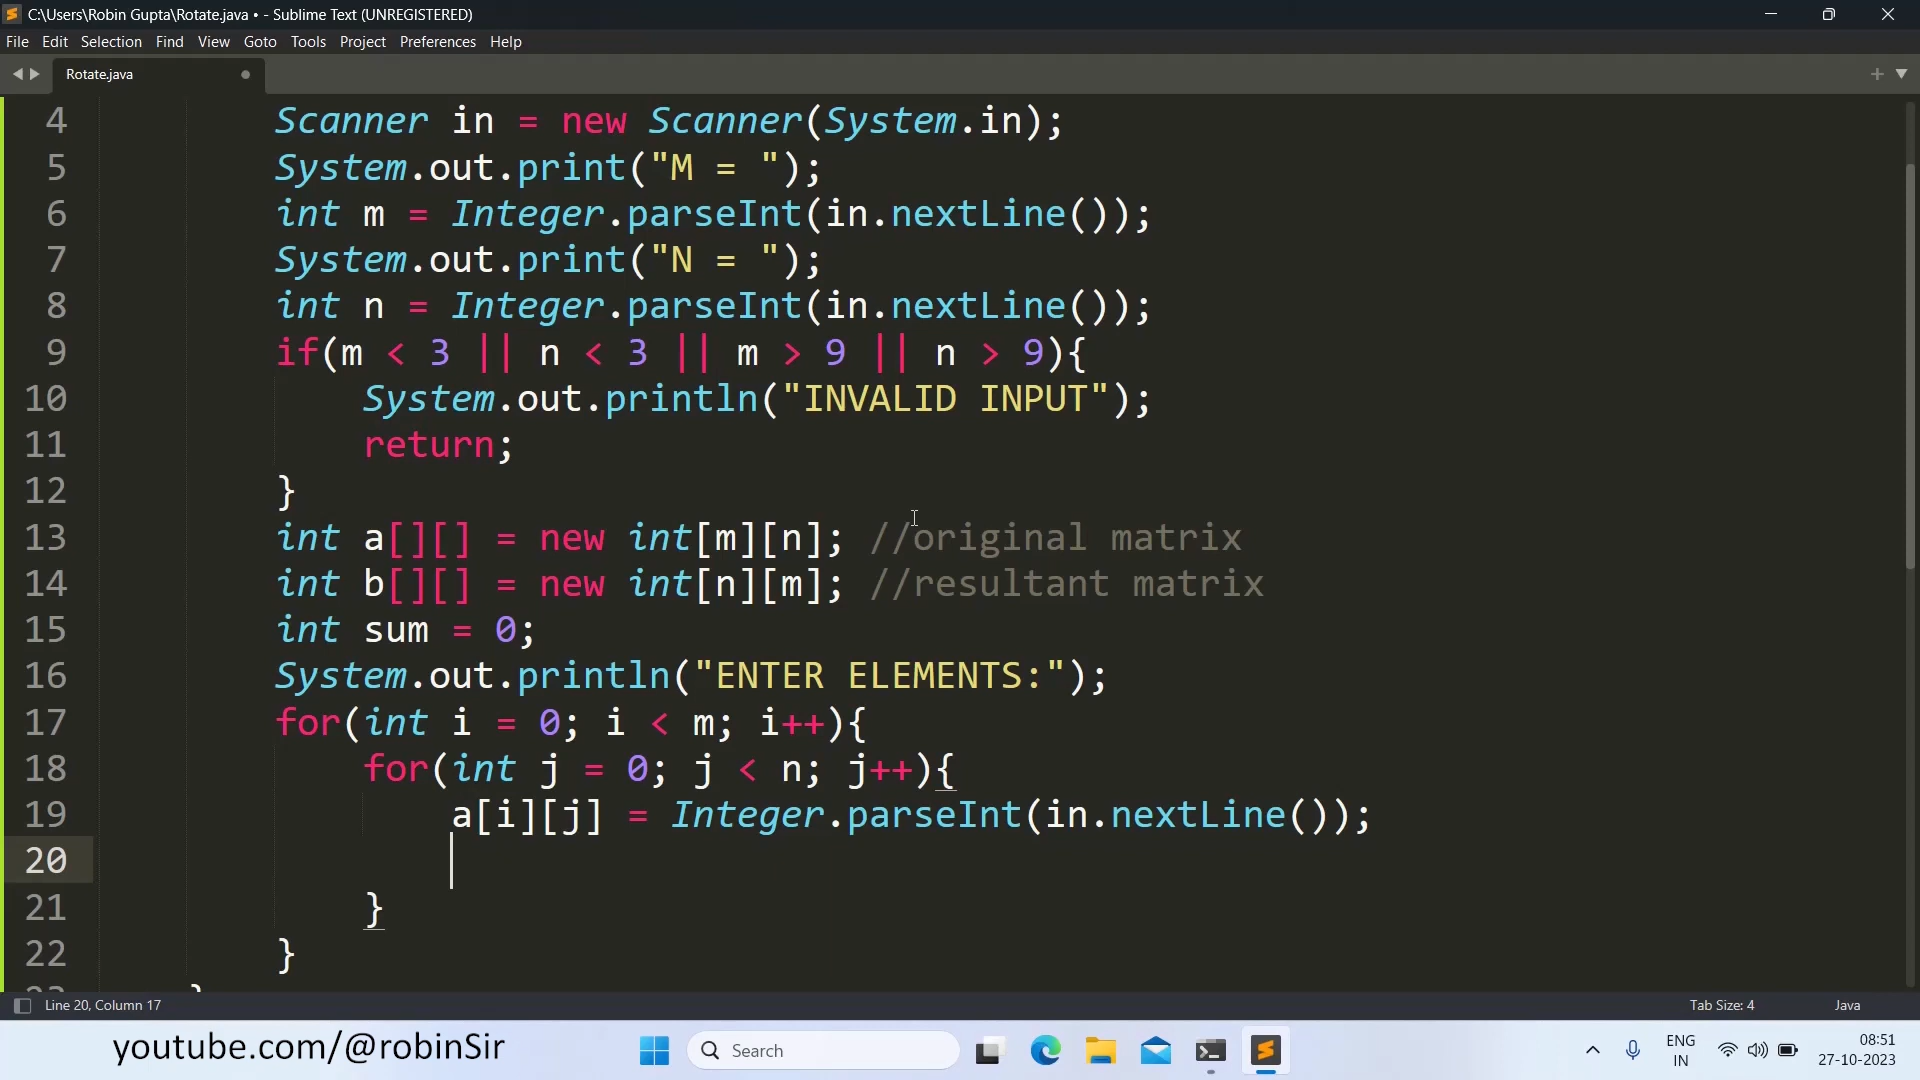 C:\Users\Robin Gupta\Rotate.java • - Sublime Text (UNREGISTERED)
File Edit Selection Find View Goto Tools Project Preferences Help
Rotate.java
4 Scanner in = new Scanner(System.in);
5 System.out.print("M = ");
6 int m = Integer.parseInt(in.nextLine());
7 System.out.print("N = ");
8 int n = Integer.parseInt(in.nextLine());
9 if(m < 3 || n < 3 || m > 9 || n > 9){
10 System.out.println("INVALID INPUT");
11 return;
12 }
13 int a[][] = new int[m][n]; //original matrix
14 int b[][] = new int[n][m]; //resultant matrix
15 int sum = 0;
16 System.out.println("ENTER ELEMENTS:");
17 for(int i = 0; i < m; i++){
18 for(int j = 0; j < n; j++){
19 a[i][j] = Integer.parseInt(in.nextLine());
20
21 }
22 }
23 }
Line 20, Column 17 Tab Size: 4 Java
youtube.com/@robinSir Search ENG IN 08:51 27-10-2023